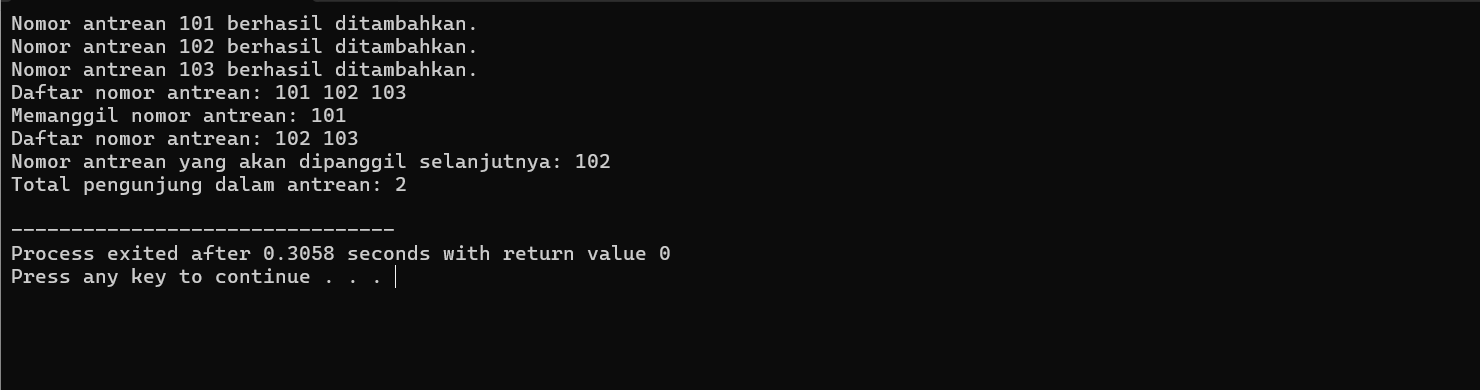 Nomor antrean 101 berhasil ditambahkan.
Nomor antrean 102 berhasil ditambahkan.
Nomor antrean 103 berhasil ditambahkan.
Daftar nomor antrean: 101 102 103
Memanggil nomor antrean: 101
Daftar nomor antrean: 102 103
Nomor antrean yang akan dipanggil selanjutnya: 102
Total pengunjung dalam antrean: 2
--------------------------------
Process exited after 0.3058 seconds with return value 0
Press any key to continue . . .